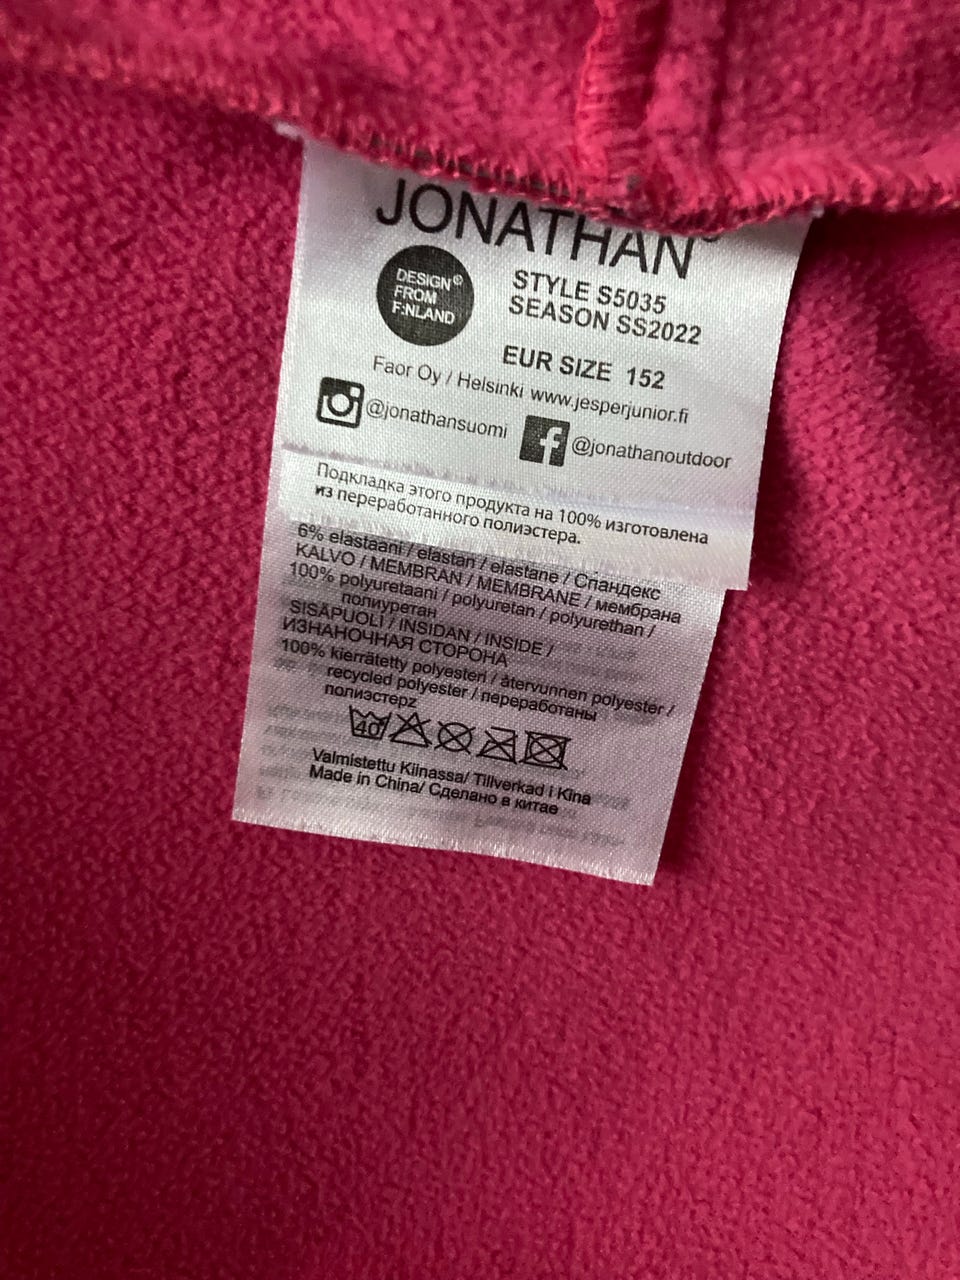 JONATHAN
DESIGN®
FROM
F:NLAND
STYLE S5035
SEASON SS2022
EUR SIZE 152
Faor Oy / Helsinki www.jesperjunior.fi
@jonathansuomi
@jonathanoutdoor
Подкладка этого продукта на 100% изготовлена
из переработанного полиэстера.
6% elastaani / elastan / elastane / Спандекс
KALVO / MEMBRAN / MEMBRANE / мембрана
100% polyuretaani / polyuretan / polyurethan /
полиуретан
SISÄPUOLI / INSIDAN / INSIDE /
ИЗНАНОЧНАЯ СТОРОНА
100% kierrätetty polyesteri / återvunnen polyester /
recycled polyester / переработаны
полиэстерz
40
Valmistettu Kiinassa/ Tillverkad i Kina
Made in China/ Сделано в китае